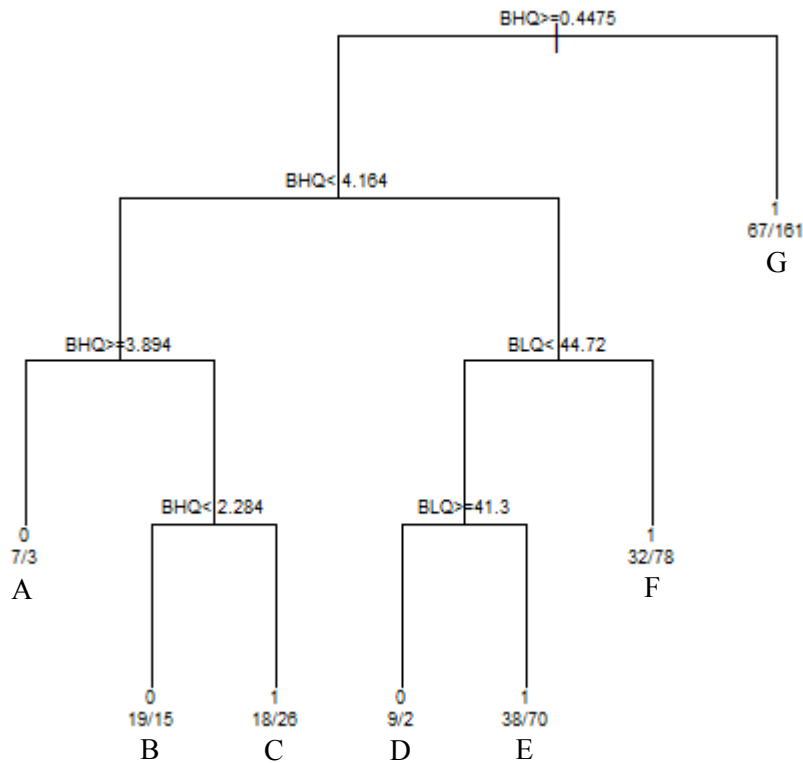 BHQ>=0.4475
BHQ< 4.164
1
67/161
G
BHQ>=3.894
BLQ< 44.72
BHQ< 2.284
BLQ>=41.3
0
7/3
A
1
32/78
F
0
19/15
B
1
18/26
C
0
9/2
D
1
38/70
E